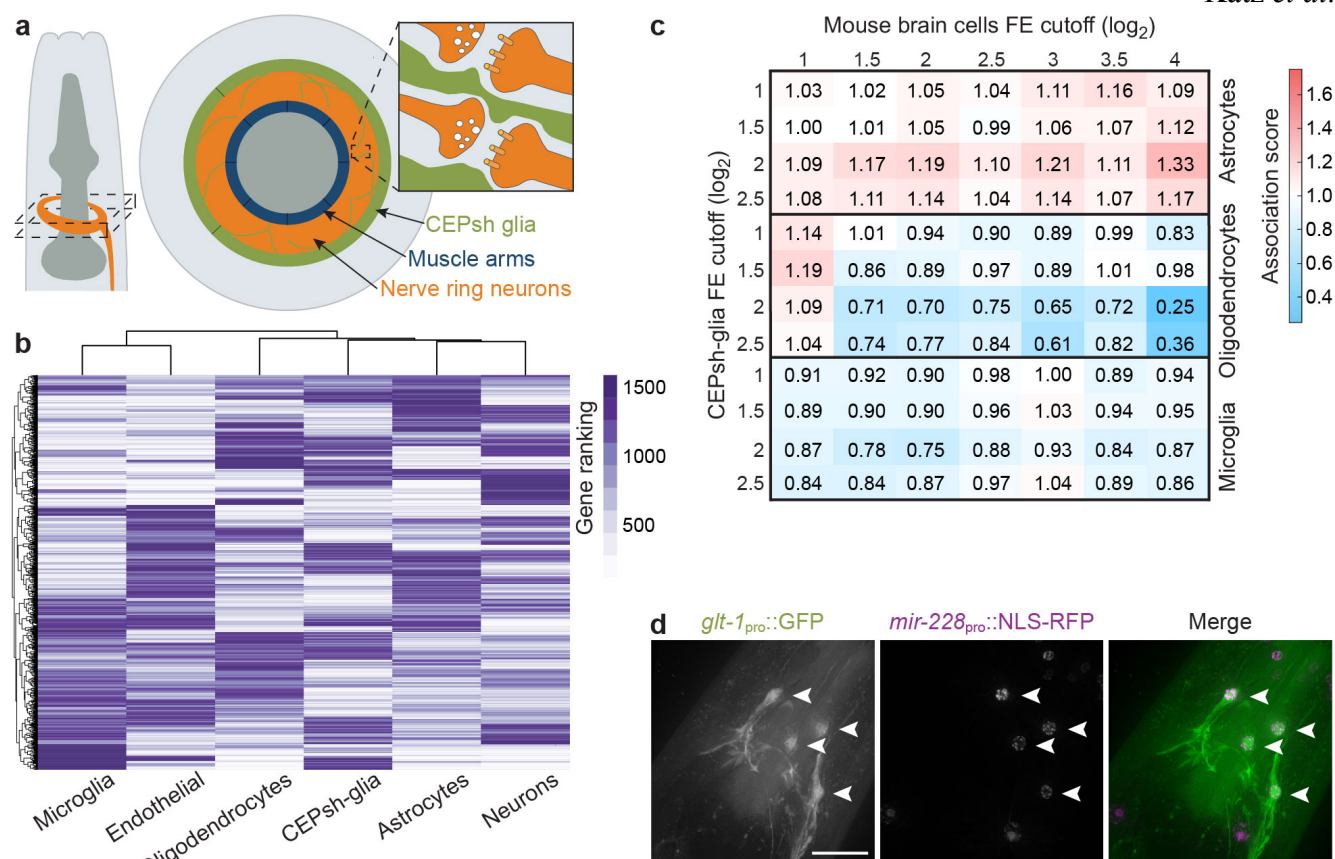 a
CEPsh glia
Muscle arms
Nerve ring neurons
b
1500
1000
500
Gene ranking
Microglia
Endothelial
Oligodendrocytes
CEPsh-glia
Astrocytes
Neurons
c
Mouse brain cells FE cutoff (log2)
1 1.5 2 2.5 3 3.5 4
CEPsh-glia FE cutoff (log2)
1 1.03 1.02 1.05 1.04 1.11 1.16 1.09
1.5 1.00 1.01 1.05 0.99 1.06 1.07 1.12
2 1.09 1.17 1.19 1.10 1.21 1.11 1.33
2.5 1.08 1.11 1.14 1.04 1.14 1.07 1.17
Astrocytes
1 1.14 1.01 0.94 0.90 0.89 0.99 0.83
1.5 1.19 0.86 0.89 0.97 0.89 1.01 0.98
2 1.09 0.71 0.70 0.75 0.65 0.72 0.25
2.5 1.04 0.74 0.77 0.84 0.61 0.82 0.36
Oligodendrocytes
1 0.91 0.92 0.90 0.98 1.00 0.89 0.94
1.5 0.89 0.90 0.90 0.96 1.03 0.94 0.95
2 0.87 0.78 0.75 0.88 0.93 0.84 0.87
2.5 0.84 0.84 0.87 0.97 1.04 0.89 0.86
Microglia
Association score
1.6
1.4
1.2
1.0
0.8
0.6
0.4
d
glt-1pro::GFP
mir-228pro::NLS-RFP
Merge